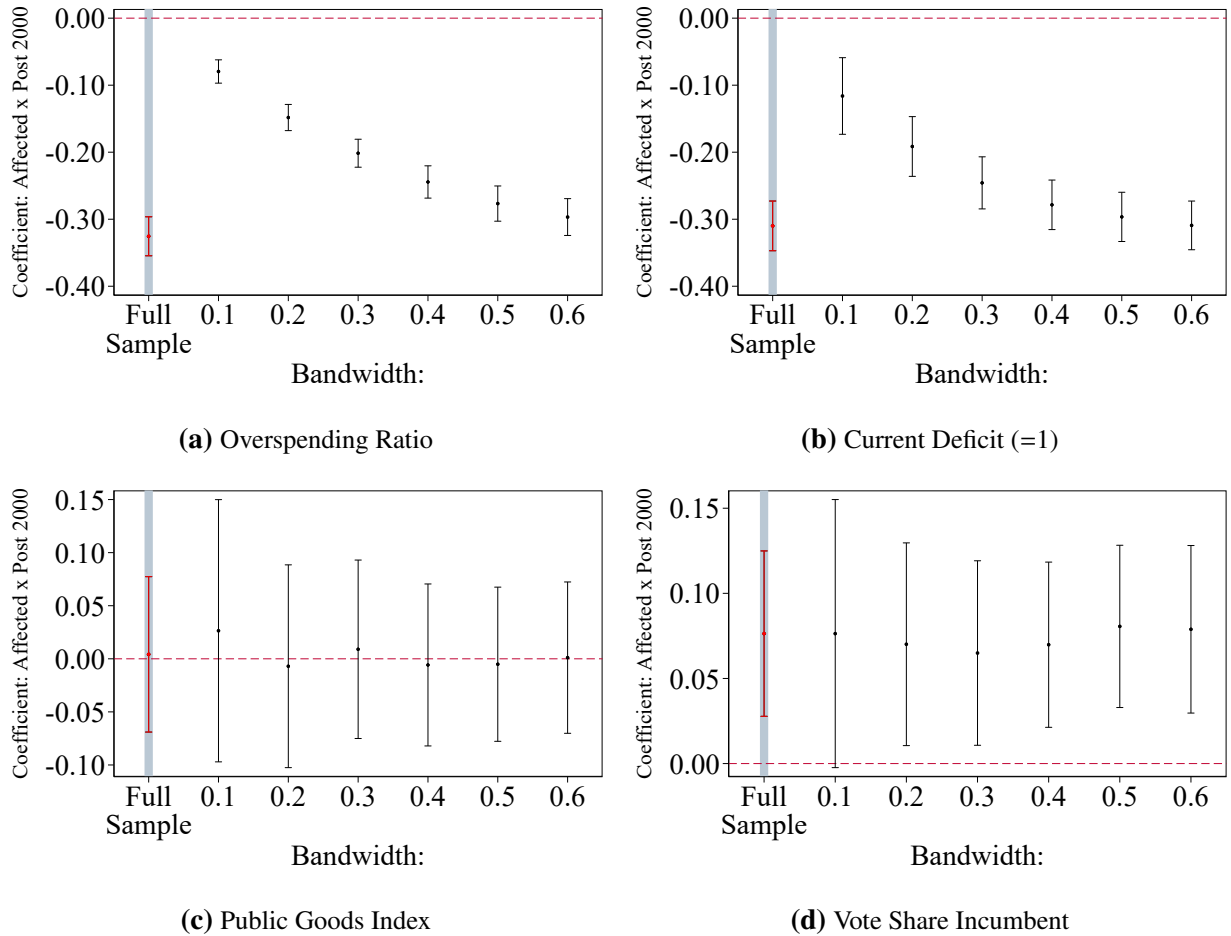 Coefficient: Affected x Post 2000
0.00
-0.10
-0.20
-0.30
-0.40
Full Sample 0.1 0.2 0.3 0.4 0.5 0.6
Bandwidth:
(a) Overspending Ratio
Coefficient: Affected x Post 2000
0.00
-0.10
-0.20
-0.30
-0.40
Full Sample 0.1 0.2 0.3 0.4 0.5 0.6
Bandwidth:
(b) Current Deficit (=1)
Coefficient: Affected x Post 2000
0.15
0.10
0.05
0.00
-0.05
-0.10
Full Sample 0.1 0.2 0.3 0.4 0.5 0.6
Bandwidth:
(c) Public Goods Index
Coefficient: Affected x Post 2000
0.15
0.10
0.05
0.00
Full Sample 0.1 0.2 0.3 0.4 0.5 0.6
Bandwidth:
(d) Vote Share Incumbent